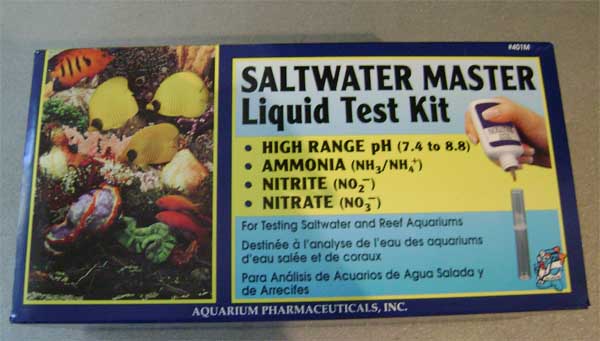 #401M
SALTWATER MASTER
Liquid Test Kit
• HIGH RANGE pH (7.4 to 8.8)
• AMMONIA (NH₃/NH₄⁺)
• NITRITE (NO₂⁻)
• NITRATE (NO₃⁻)
For Testing Saltwater and Reef Aquariums
Destinée à l'analyse de l'eau des aquariums
d'eau salée et de coraux
Para Análisis de Acuarios de Agua Salada y
de Arrecifes
AQUARIUM PHARMACEUTICALS, INC.